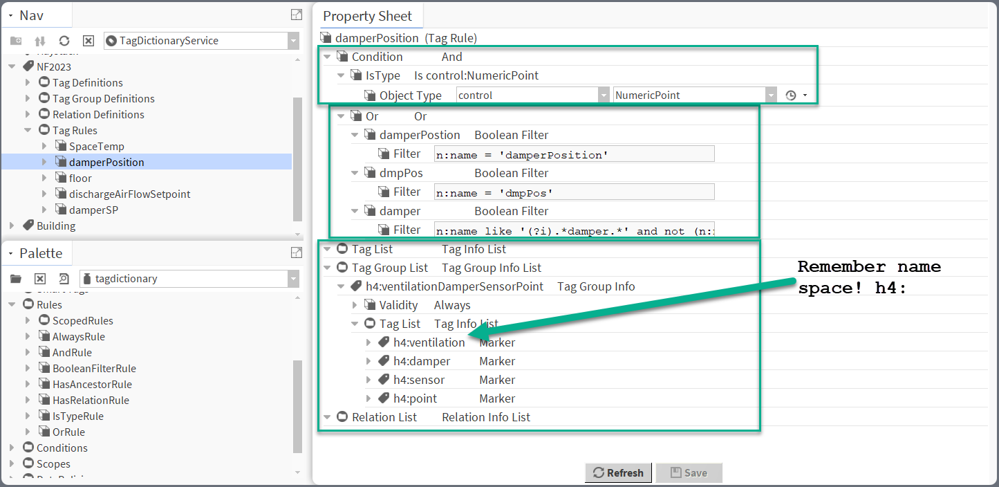 Nav
TagDictionaryService
NF2023
Tag Definitions
Tag Group Definitions
Relation Definitions
Tag Rules
SpaceTemp
damperPosition
floor
dischargeAirFlowSetpoint
damperSP
Building
Palette
tagdictionary
Rules
ScopedRules
AlwaysRule
AndRule
BooleanFilterRule
HasAncestorRule
HasRelationRule
IsTypeRule
OrRule
Conditions
Scopes
Property Sheet
damperPosition (Tag Rule)
Condition And
IsType Is control:NumericPoint
Object Type control NumericPoint
Or Or
damperPostion Boolean Filter
Filter n:name = 'damperPosition'
dmpPos Boolean Filter
Filter n:name = 'dmpPos'
damper Boolean Filter
Filter n:name like '(?i).*damper.*' and not (n:
Tag List Tag Info List
Tag Group List Tag Group Info List
h4:ventilationDamperSensorPoint Tag Group Info
Validity Always
Tag List Tag Info List
h4:ventilation Marker
h4:damper Marker
h4:sensor Marker
h4:point Marker
Relation List Relation Info List
Remember name
space! h4:
Refresh Save